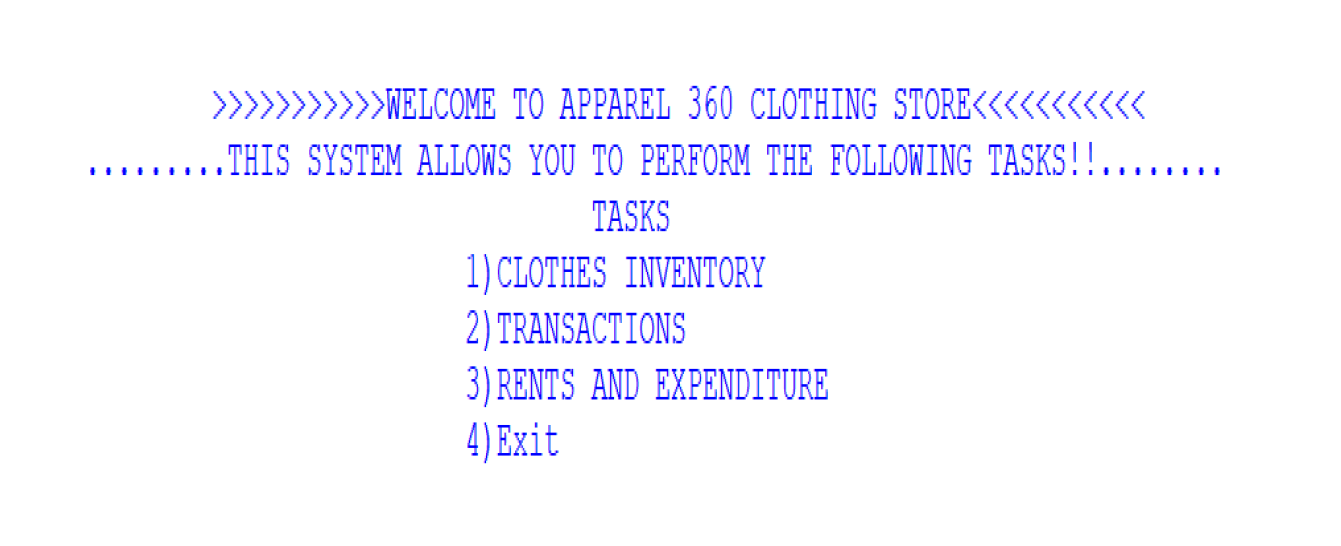 >>>>>>>>>>>WELCOME TO APPAREL 360 CLOTHING STORE<<<<<<<<<<<
.........THIS SYSTEM ALLOWS YOU TO PERFORM THE FOLLOWING TASKS!!........
TASKS
1)CLOTHES INVENTORY
2)TRANSACTIONS
3)RENTS AND EXPENDITURE
4)Exit